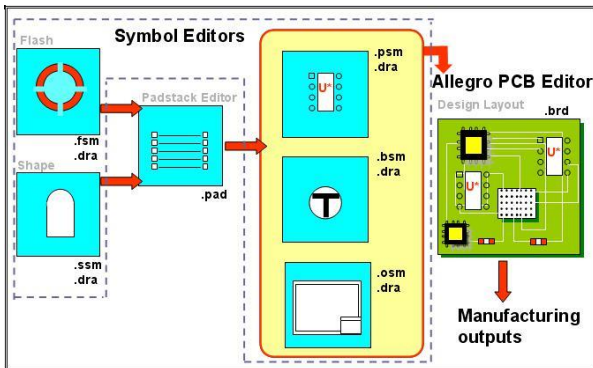 Flash
.fsm
.dra
Shape
.ssm
.dra
Symbol Editors
Padstack Editor
.pad
.psm
.dra
U*
.bsm
.dra
T
.osm
.dra
Allegro PCB Editor
Design Layout
.brd
U*
U*
Manufacturing
outputs